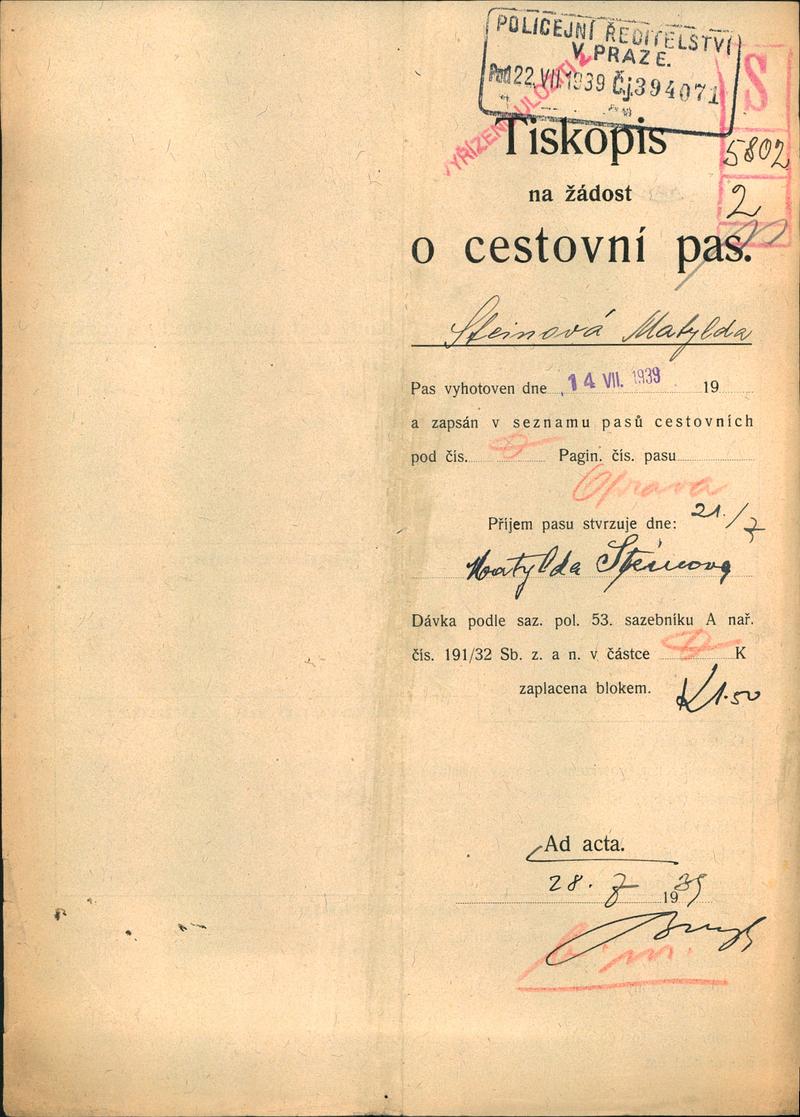 POLICEJNÍ ŘEDITELSTVÍ
V PRAZE.
22. VII. 1939 Čj. 394071
VYŘÍZENO ULOŽITI
S
5802
2
Tiskopis
na žádost
o cestovní pas.
Steinová Matylda
Pas vyhotoven dne 14 VII. 1939 19
a zapsán v seznamu pasů cestovních
pod čís. Pagin. čís. pasu
Oprava
Příjem pasu stvrzuje dne: 21./7
Matylda Steinova
Dávka podle saz. pol. 53. sazebníku A nař.
čís. 191/32 Sb. z. a n. v částce K
zaplacena blokem. K 1.50
Ad acta.
28. 7 1939